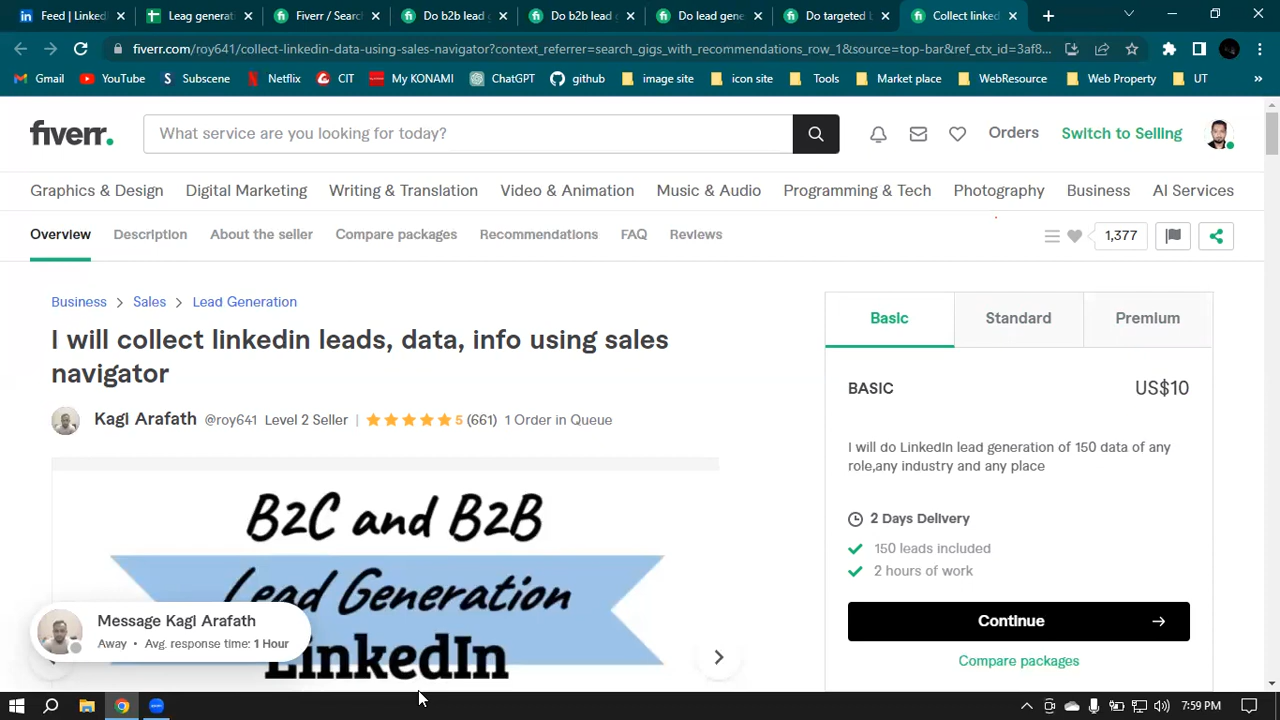 Feed | Linked
Leag generati
Fiverr / Searc
Do b2b lead g
Do b2b lead g
Do lead gene
Do targeted b
Collect linked
fiverr.com/roy641/collect-linkedin-data-using-sales-navigator?context_referrer=search_gigs_with_recommendations_row_1&source=top-bar&ref_ctx_id=3af8...
Gmail YouTube Subscene Netflix CIT My KONAMI ChatGPT github image site icon site Tools Market place WebResource Web Property UT »
fiverr. What service are you looking for today? Orders Switch to Selling
Graphics & Design Digital Marketing Writing & Translation Video & Animation Music & Audio Programming & Tech Photography Business AI Services
Overview Description About the seller Compare packages Recommendations FAQ Reviews 1,377
Business > Sales > Lead Generation
I will collect linkedin leads, data, info using sales
navigator
Kagi Arafath @roy641 Level 2 Seller | 5 (661) 1 Order in Queue
B2C and B2B
Lead Generation
LinkedIn
Message Kagi Arafath
Away • Avg. response time: 1 Hour
Basic Standard Premium
BASIC US$10
I will do LinkedIn lead generation of 150 data of any
role,any industry and any place
2 Days Delivery
150 leads included
2 hours of work
Continue
Compare packages
7:59 PM